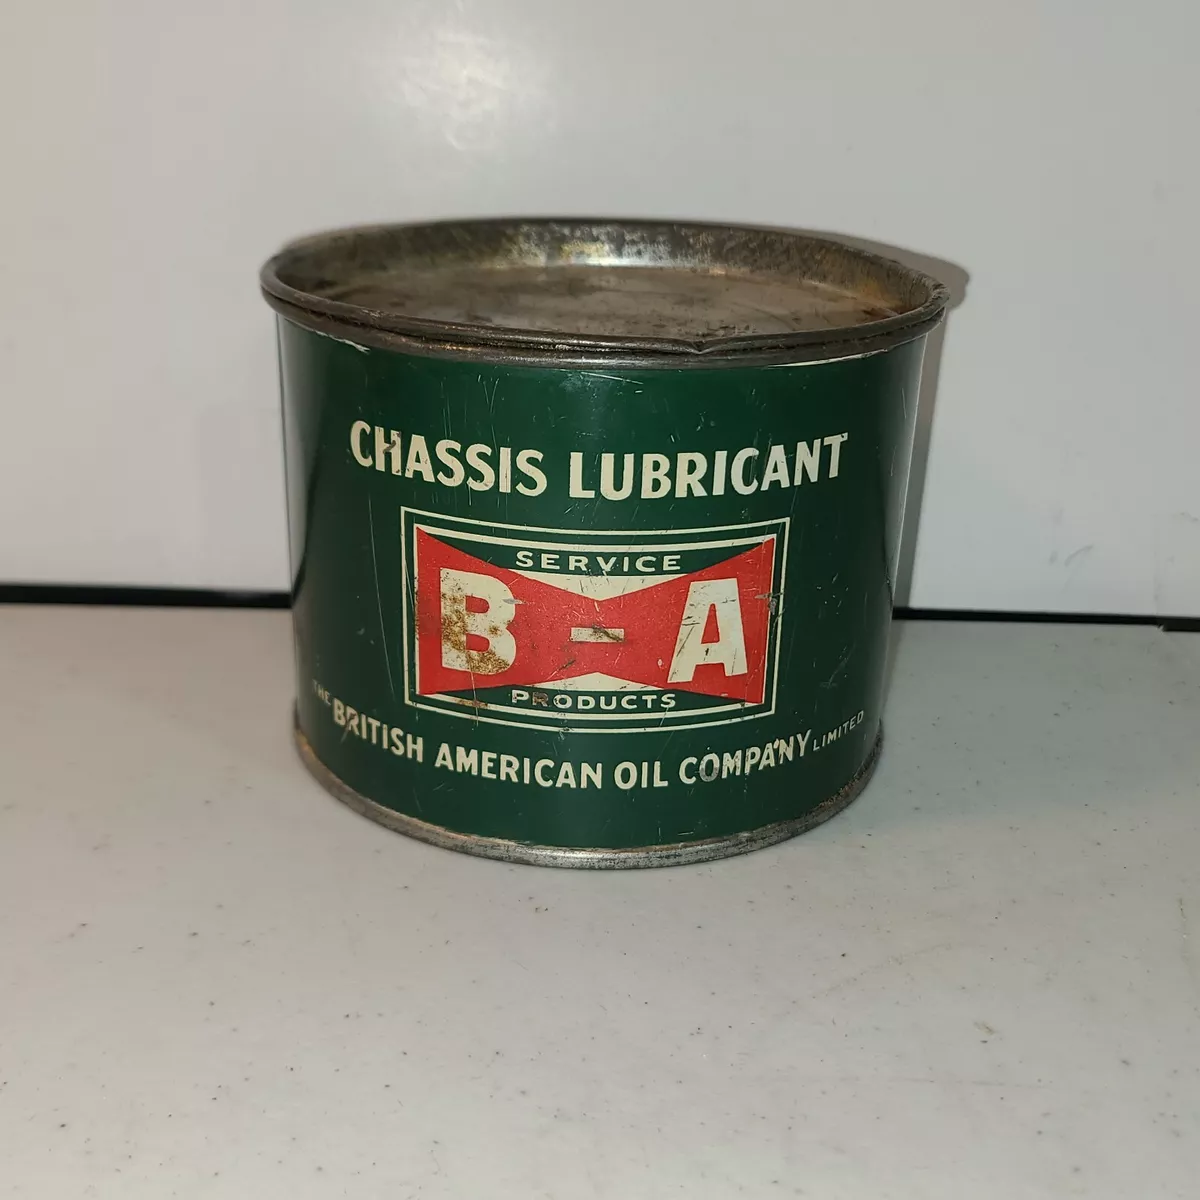 CHASSIS LUBRICANT
SERVICE
B-A
PRODUCTS
THE BRITISH AMERICAN OIL COMPANY LIMITED